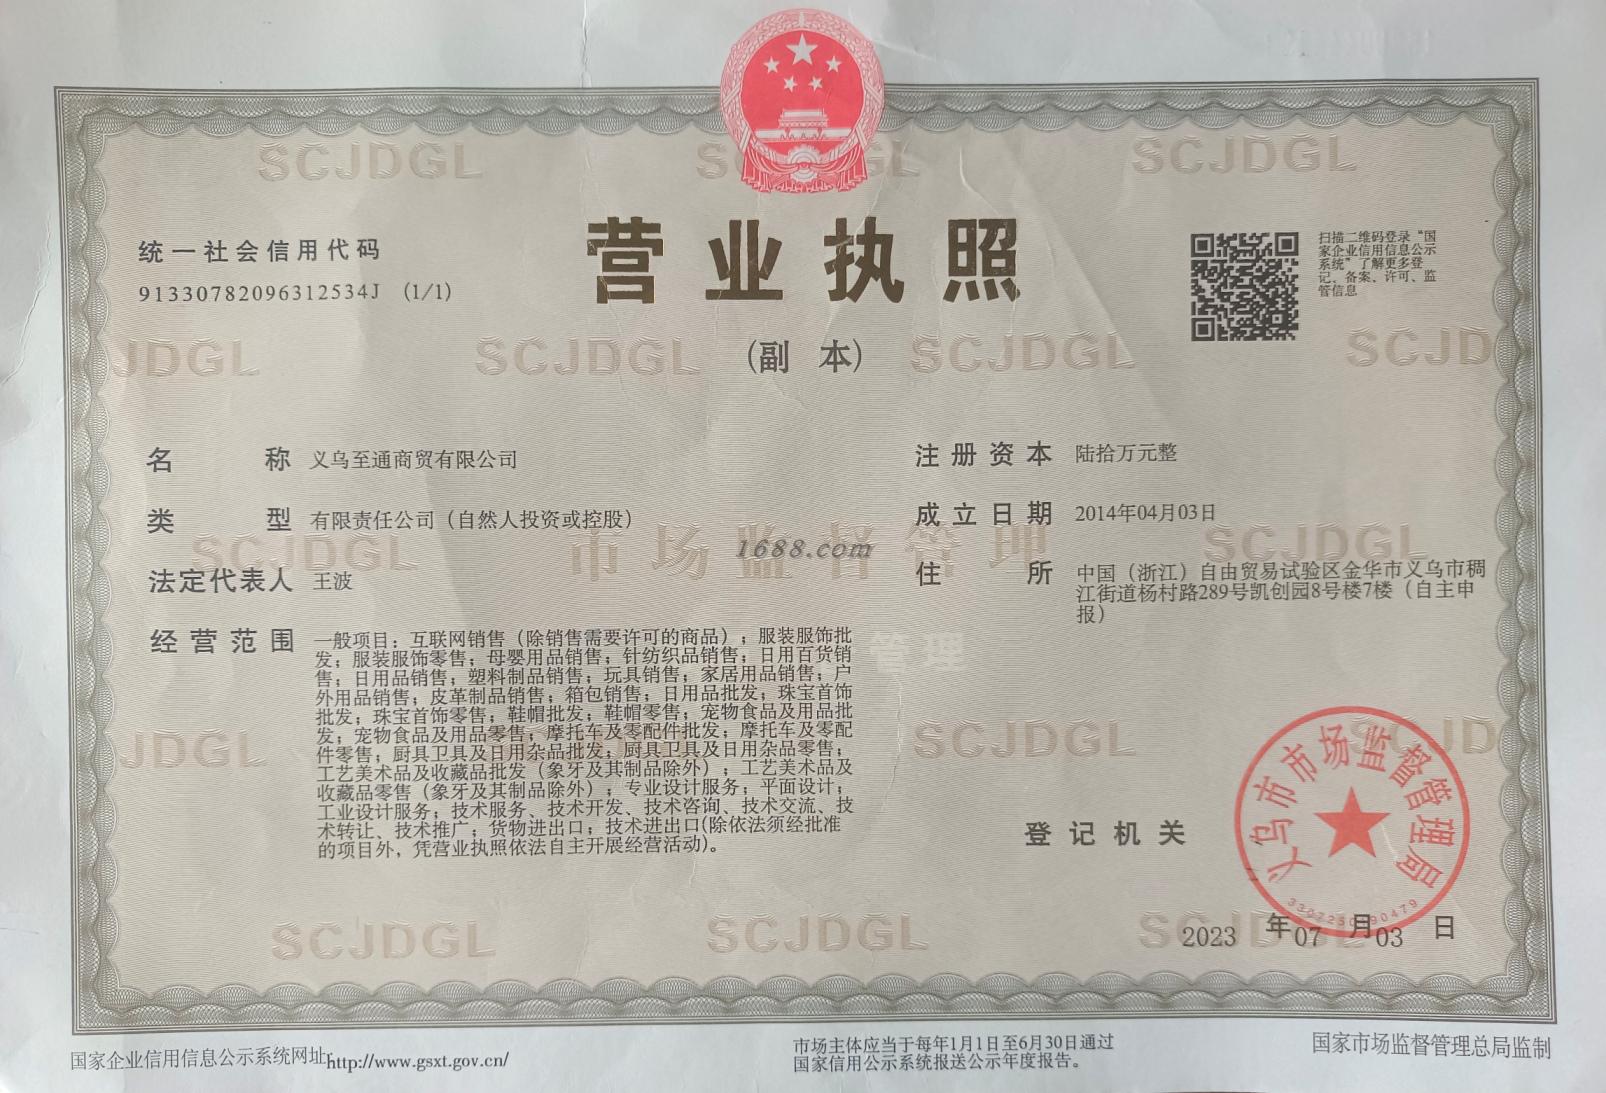 统一社会信用代码
91330782096312534J (1/1)
营业执照
(副 本)
扫描二维码登录“国
家企业信用信息公示
系统”了解更多登
记、备案、许可、监
管信息
名 称 义乌至通商贸有限公司
类 型 有限责任公司（自然人投资或控股）
法定代表人 王波
经营范围 一般项目：互联网销售（除销售需要许可的商品）；服装服饰批
发；服装服饰零售；母婴用品销售；针纺织品销售；日用百货销
售；日用品销售；塑料制品销售；玩具销售；家居用品销售；户
外用品销售；皮革制品销售；箱包销售；日用品批发；珠宝首饰
批发；珠宝首饰零售；鞋帽批发；鞋帽零售；宠物食品及用品批
发；宠物食品及用品零售；摩托车及零配件批发；摩托车及零配
件零售；厨具卫具及日用杂品批发；厨具卫具及日用杂品零售；
工艺美术品及收藏品批发（象牙及其制品除外）；工艺美术品及
收藏品零售（象牙及其制品除外）；专业设计服务；平面设计；
工业设计服务；技术服务、技术开发、技术咨询、技术交流、技
术转让、技术推广；货物进出口；技术进出口(除依法须经批准
的项目外，凭营业执照依法自主开展经营活动)。
注册资本 陆拾万元整
成立日期 2014年04月03日
住 所 中国（浙江）自由贸易试验区金华市义乌市稠
江街道杨村路289号凯创园8号楼7楼（自主申
报）
1688.com
市场监督管理
管理
SCJDGL
SCJDGL
SCJDGL
JDGL
SCJDGL
SCJDGL
SCJD
SCJDGL
SCJDGL
JDGL
SCJDGL
SCJDGL
SCJDGL
登记机关
义乌市市场监督管理局
2023 年 07 月 03 日
国家企业信用信息公示系统网址http://www.gsxt.gov.cn/
市场主体应当于每年1月1日至6月30日通过
国家信用公示系统报送公示年度报告。
国家市场监督管理总局监制